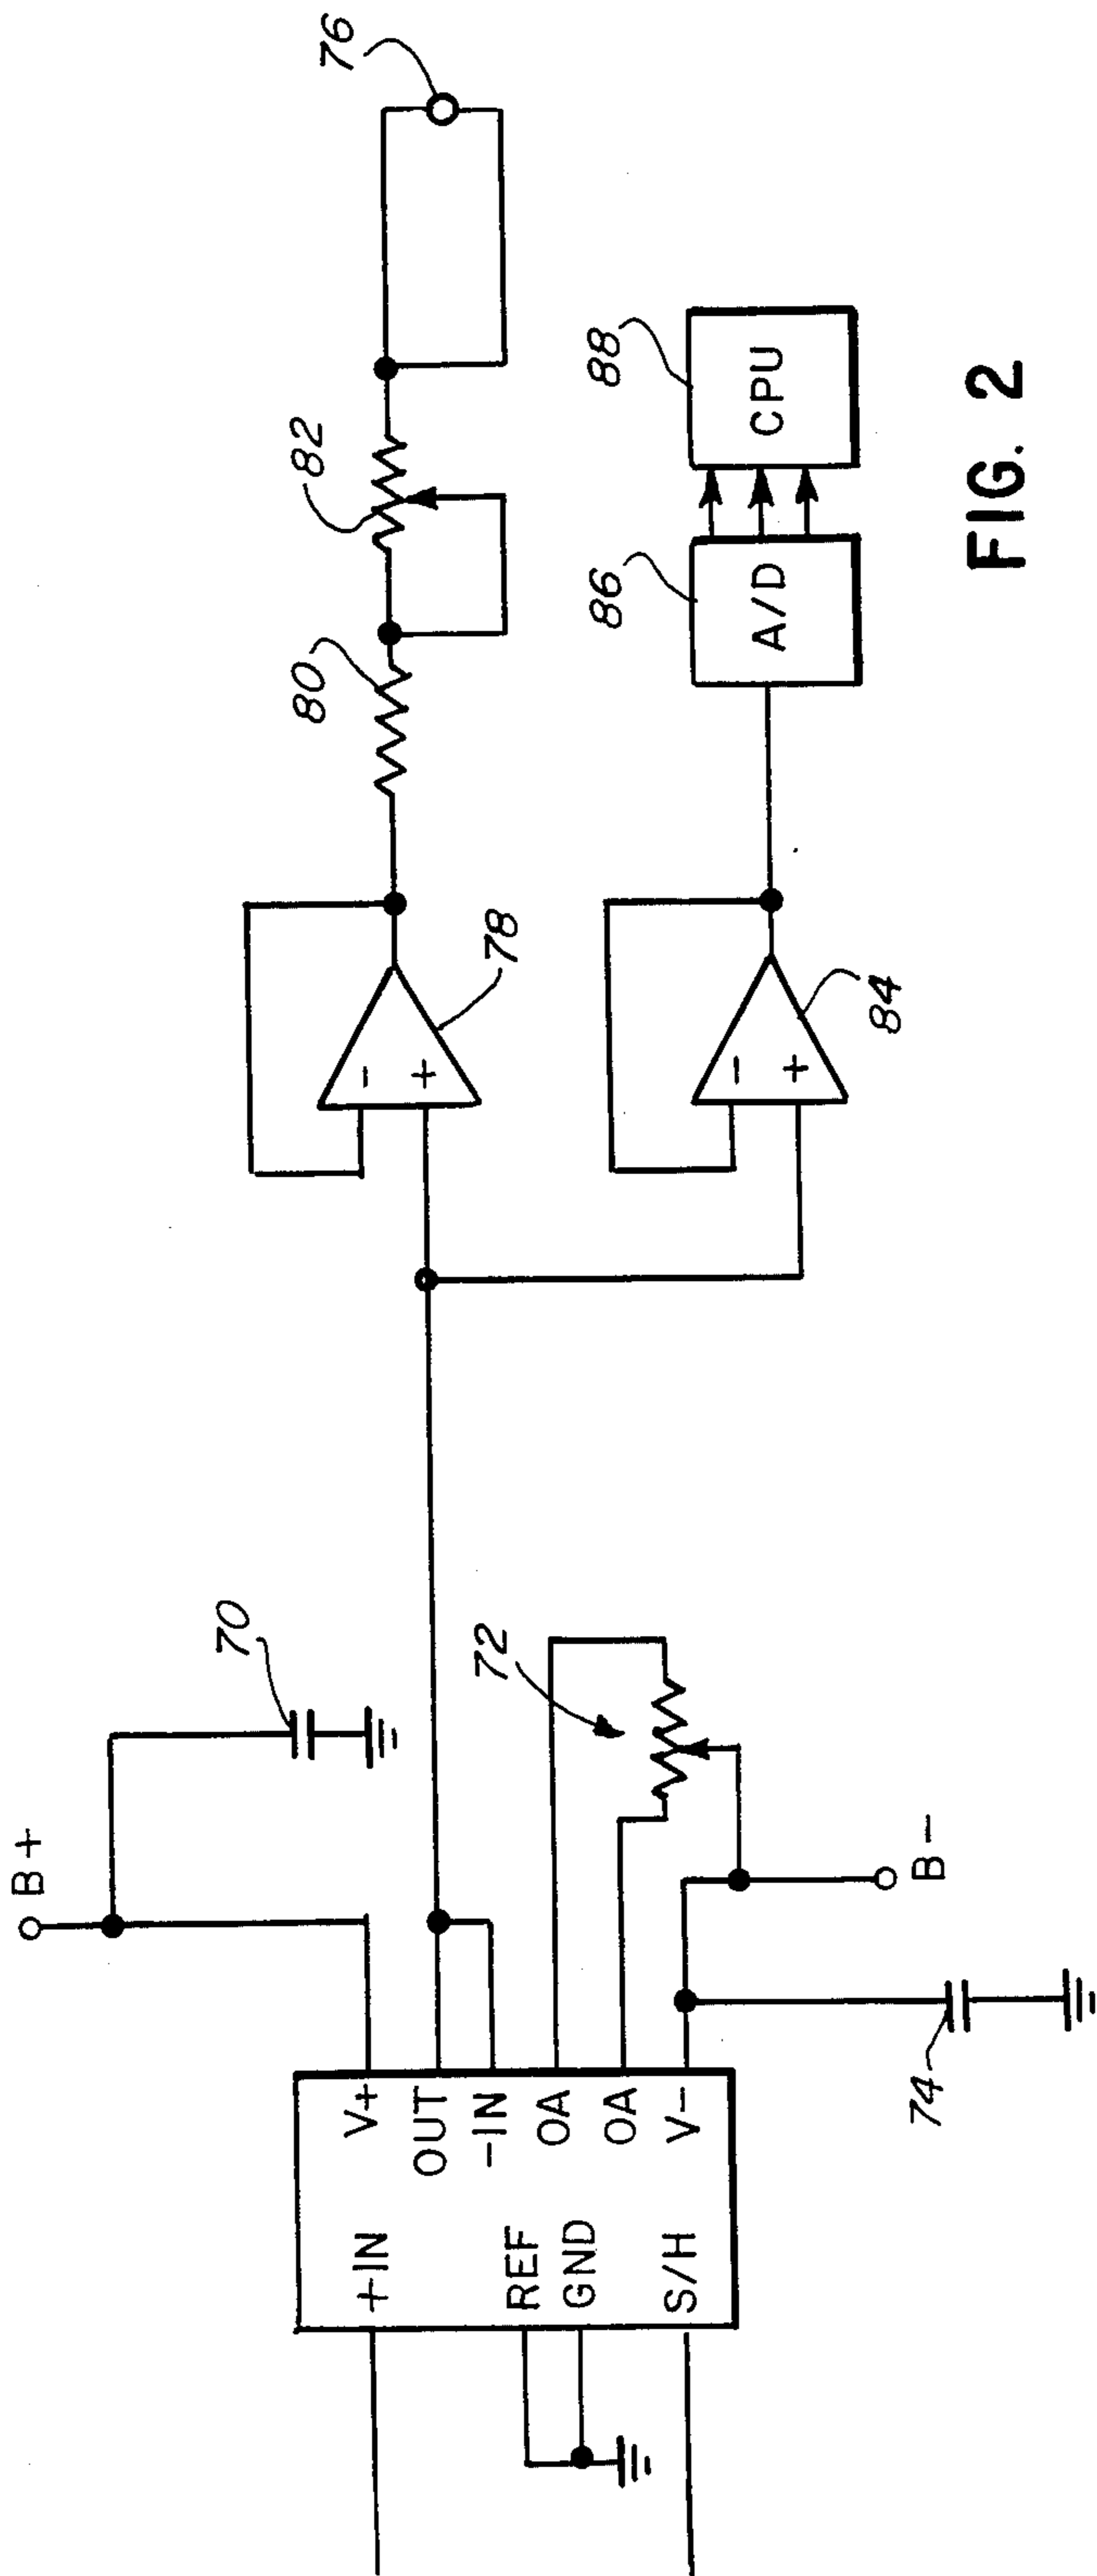 B+
70
76
82
80
-
+
78
+IN
V+
OUT
-IN
REF
OA
GND
OA
S/H
V-
72
B-
74
-
+
84
86
A/D
88
CPU
FIG. 2